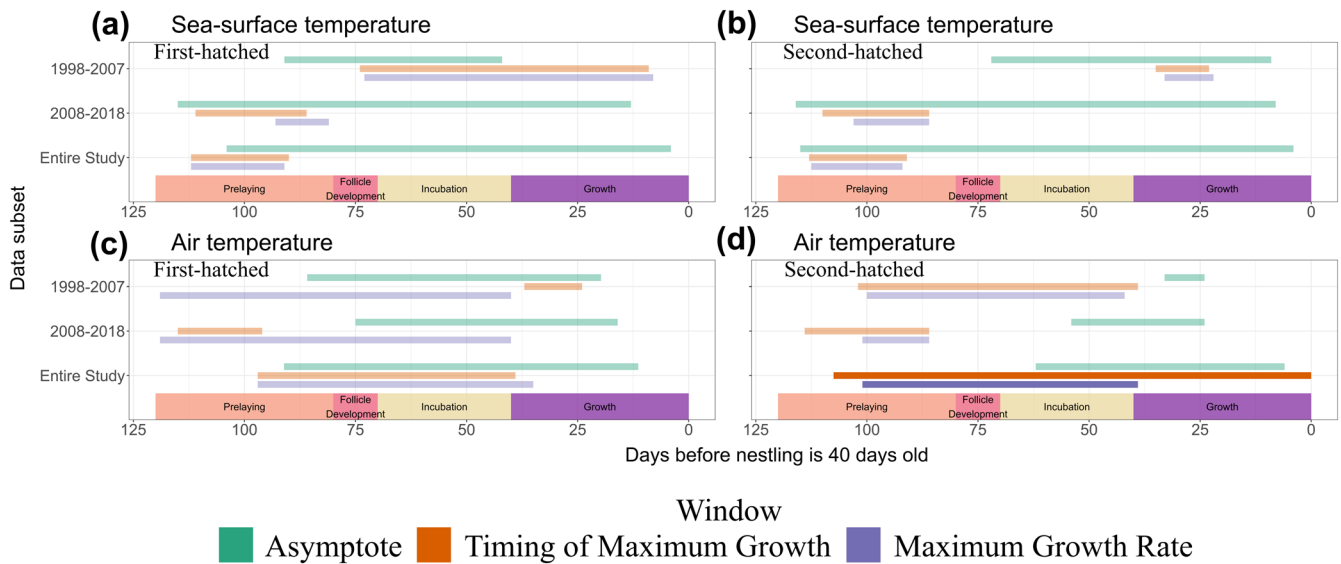 (a) Sea-surface temperature
First-hatched
1998-2007
2008-2018
Entire Study
Prelaying
Follicle
Development
Incubation
Growth
125 100 75 50 25 0
(b) Sea-surface temperature
Second-hatched
Prelaying
Follicle
Development
Incubation
Growth
125 100 75 50 25 0
(c) Air temperature
First-hatched
1998-2007
2008-2018
Entire Study
Prelaying
Follicle
Development
Incubation
Growth
125 100 75 50 25 0
(d) Air temperature
Second-hatched
Prelaying
Follicle
Development
Incubation
Growth
125 100 75 50 25 0
Data subset
Days before nestling is 40 days old
Window
Asymptote Timing of Maximum Growth Maximum Growth Rate